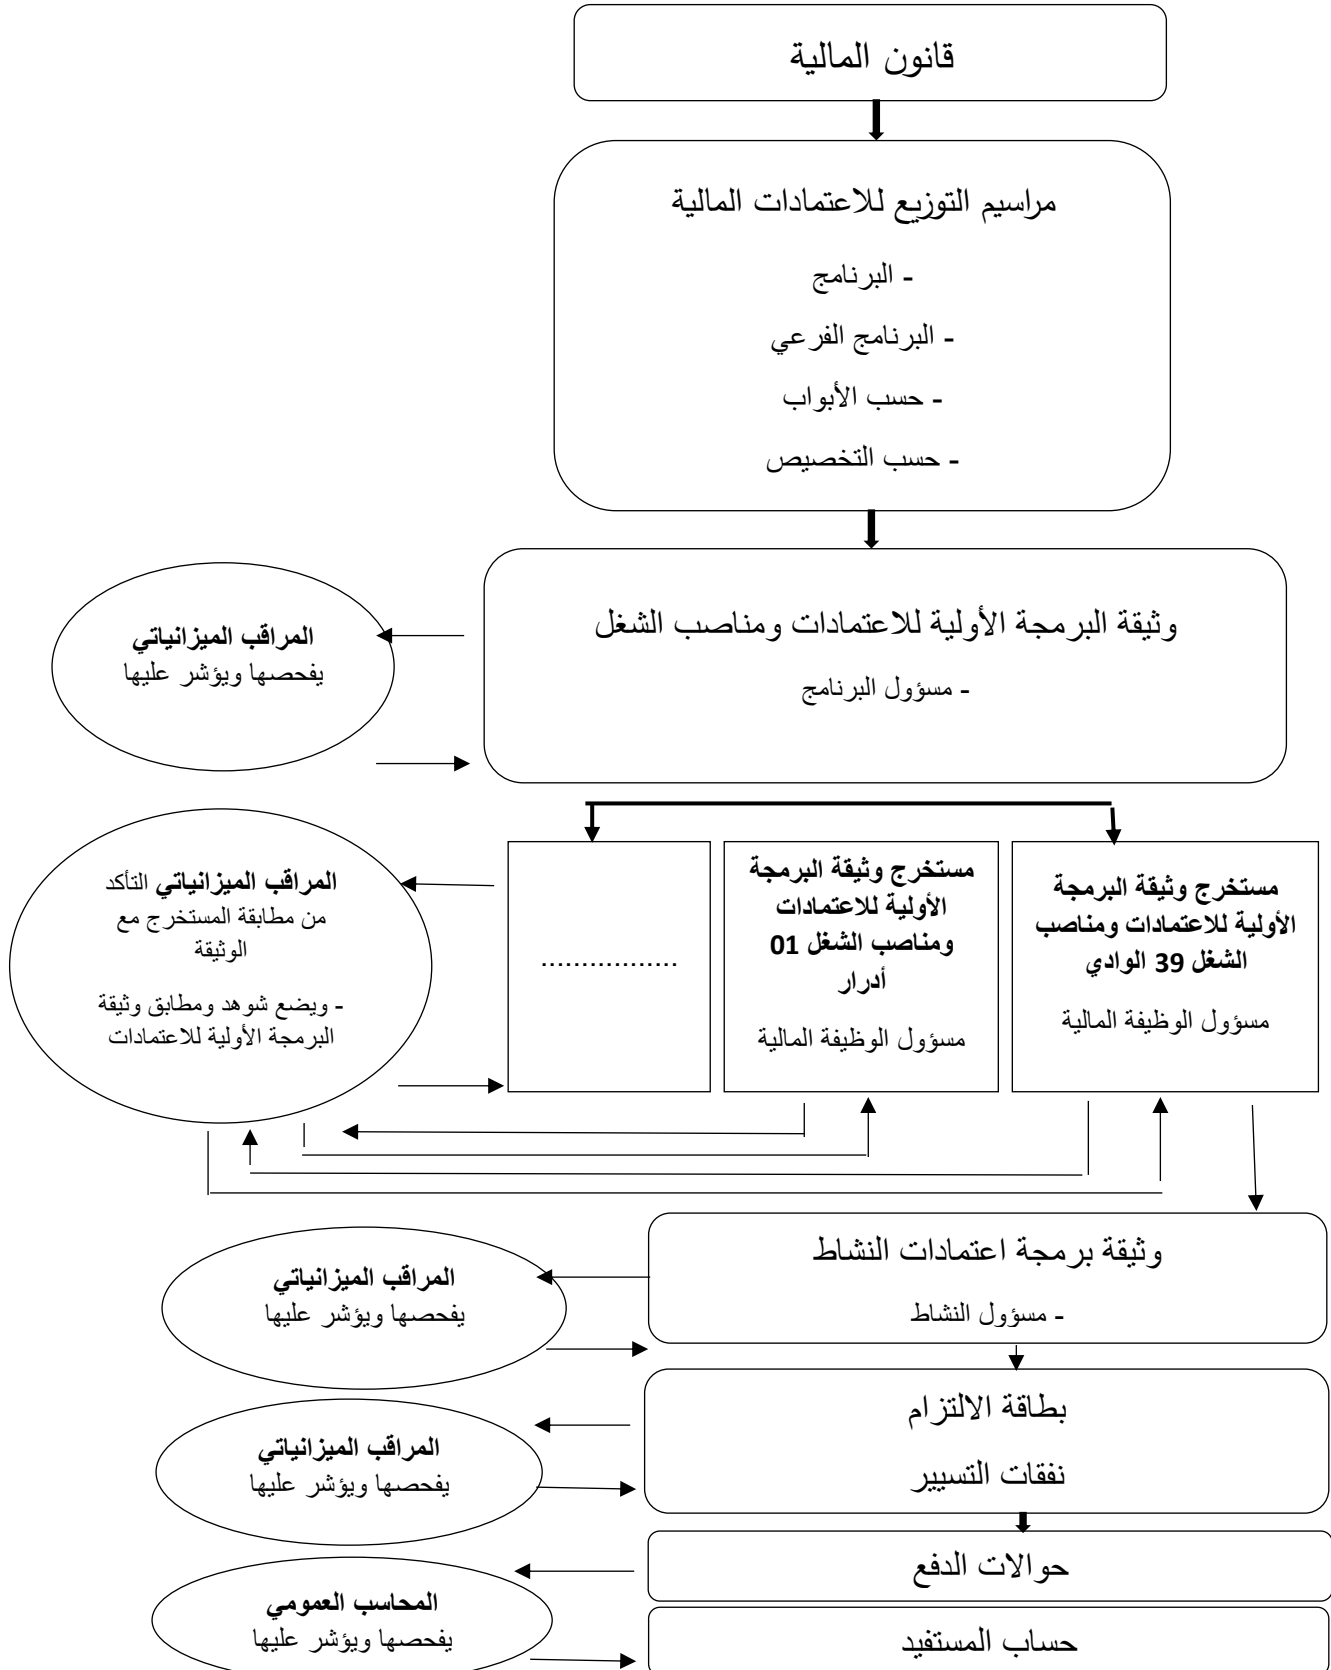 قانون المالية
مراسيم التوزيع للاعتمادات المالية
- البرنامج
- البرنامج الفرعي
- حسب الأبواب
- حسب التخصيص
وثيقة البرمجة الأولية للاعتمادات ومناصب الشغل
- مسؤول البرنامج
المراقب الميزانياتي
يفحصها ويؤشر عليها
مستخرج وثيقة البرمجة
الأولية للاعتمادات ومناصب
الشغل 39 الوادي
مسؤول الوظيفة المالية
مستخرج وثيقة البرمجة
الأولية للاعتمادات
ومناصب الشغل 01
أدرار
مسؤول الوظيفة المالية
.................
المراقب الميزانياتي التأكد
من مطابقة المستخرج مع
الوثيقة
- ويضع شوهد ومطابق وثيقة
البرمجة الأولية للاعتمادات
وثيقة برمجة اعتمادات النشاط
- مسؤول النشاط
المراقب الميزانياتي
يفحصها ويؤشر عليها
بطاقة الالتزام
نفقات التسيير
المراقب الميزانياتي
يفحصها ويؤشر عليها
حوالات الدفع
المحاسب العمومي
يفحصها ويؤشر عليها
حساب المستفيد